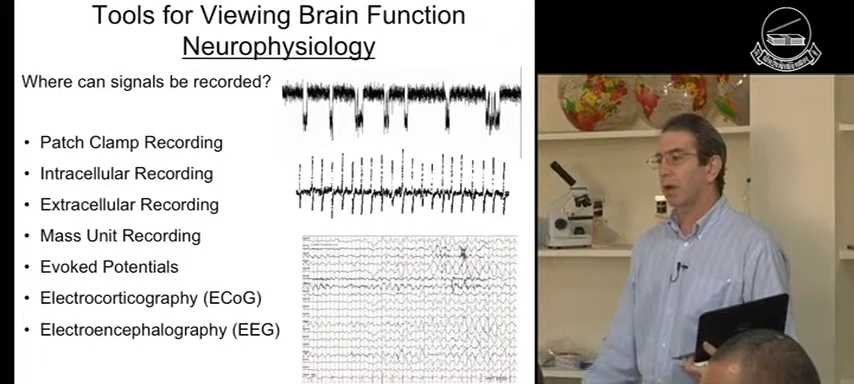 Tools for Viewing Brain Function
Neurophysiology
Where can signals be recorded?
• Patch Clamp Recording
• Intracellular Recording
• Extracellular Recording
• Mass Unit Recording
• Evoked Potentials
• Electrocorticography (ECoG)
• Electroencephalography (EEG)